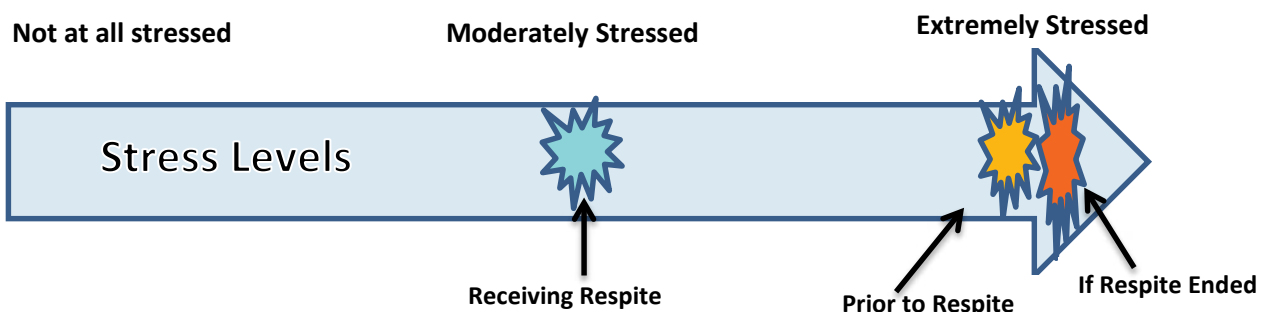 Not at all stressed
Moderately Stressed
Extremely Stressed
Stress Levels
Receiving Respite
Prior to Respite
If Respite Ended